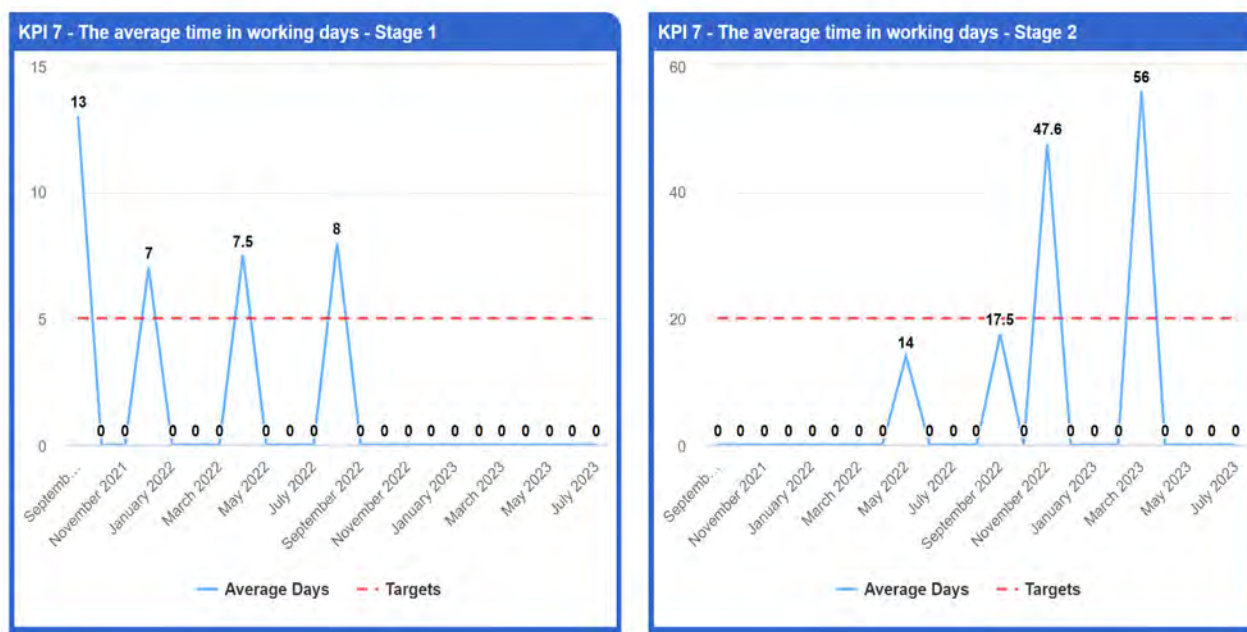 KPI 7 - The average time in working days - Stage 1
15
10
5
0
13
7
7.5
8
0 0 0 0 0 0 0 0 0 0 0 0 0 0 0 0 0 0 0
Septemb...
November 2021
January 2022
March 2022
May 2022
July 2022
September 2022
November 2022
January 2023
March 2023
May 2023
July 2023
Average Days
Targets
KPI 7 - The average time in working days - Stage 2
60
40
20
0
14
17.5
47.6
56
0 0 0 0 0 0 0 0 0 0 0 0 0 0 0 0 0 0 0
Septemb...
November 2021
January 2022
March 2022
May 2022
July 2022
September 2022
November 2022
January 2023
March 2023
May 2023
July 2023
Average Days
Targets